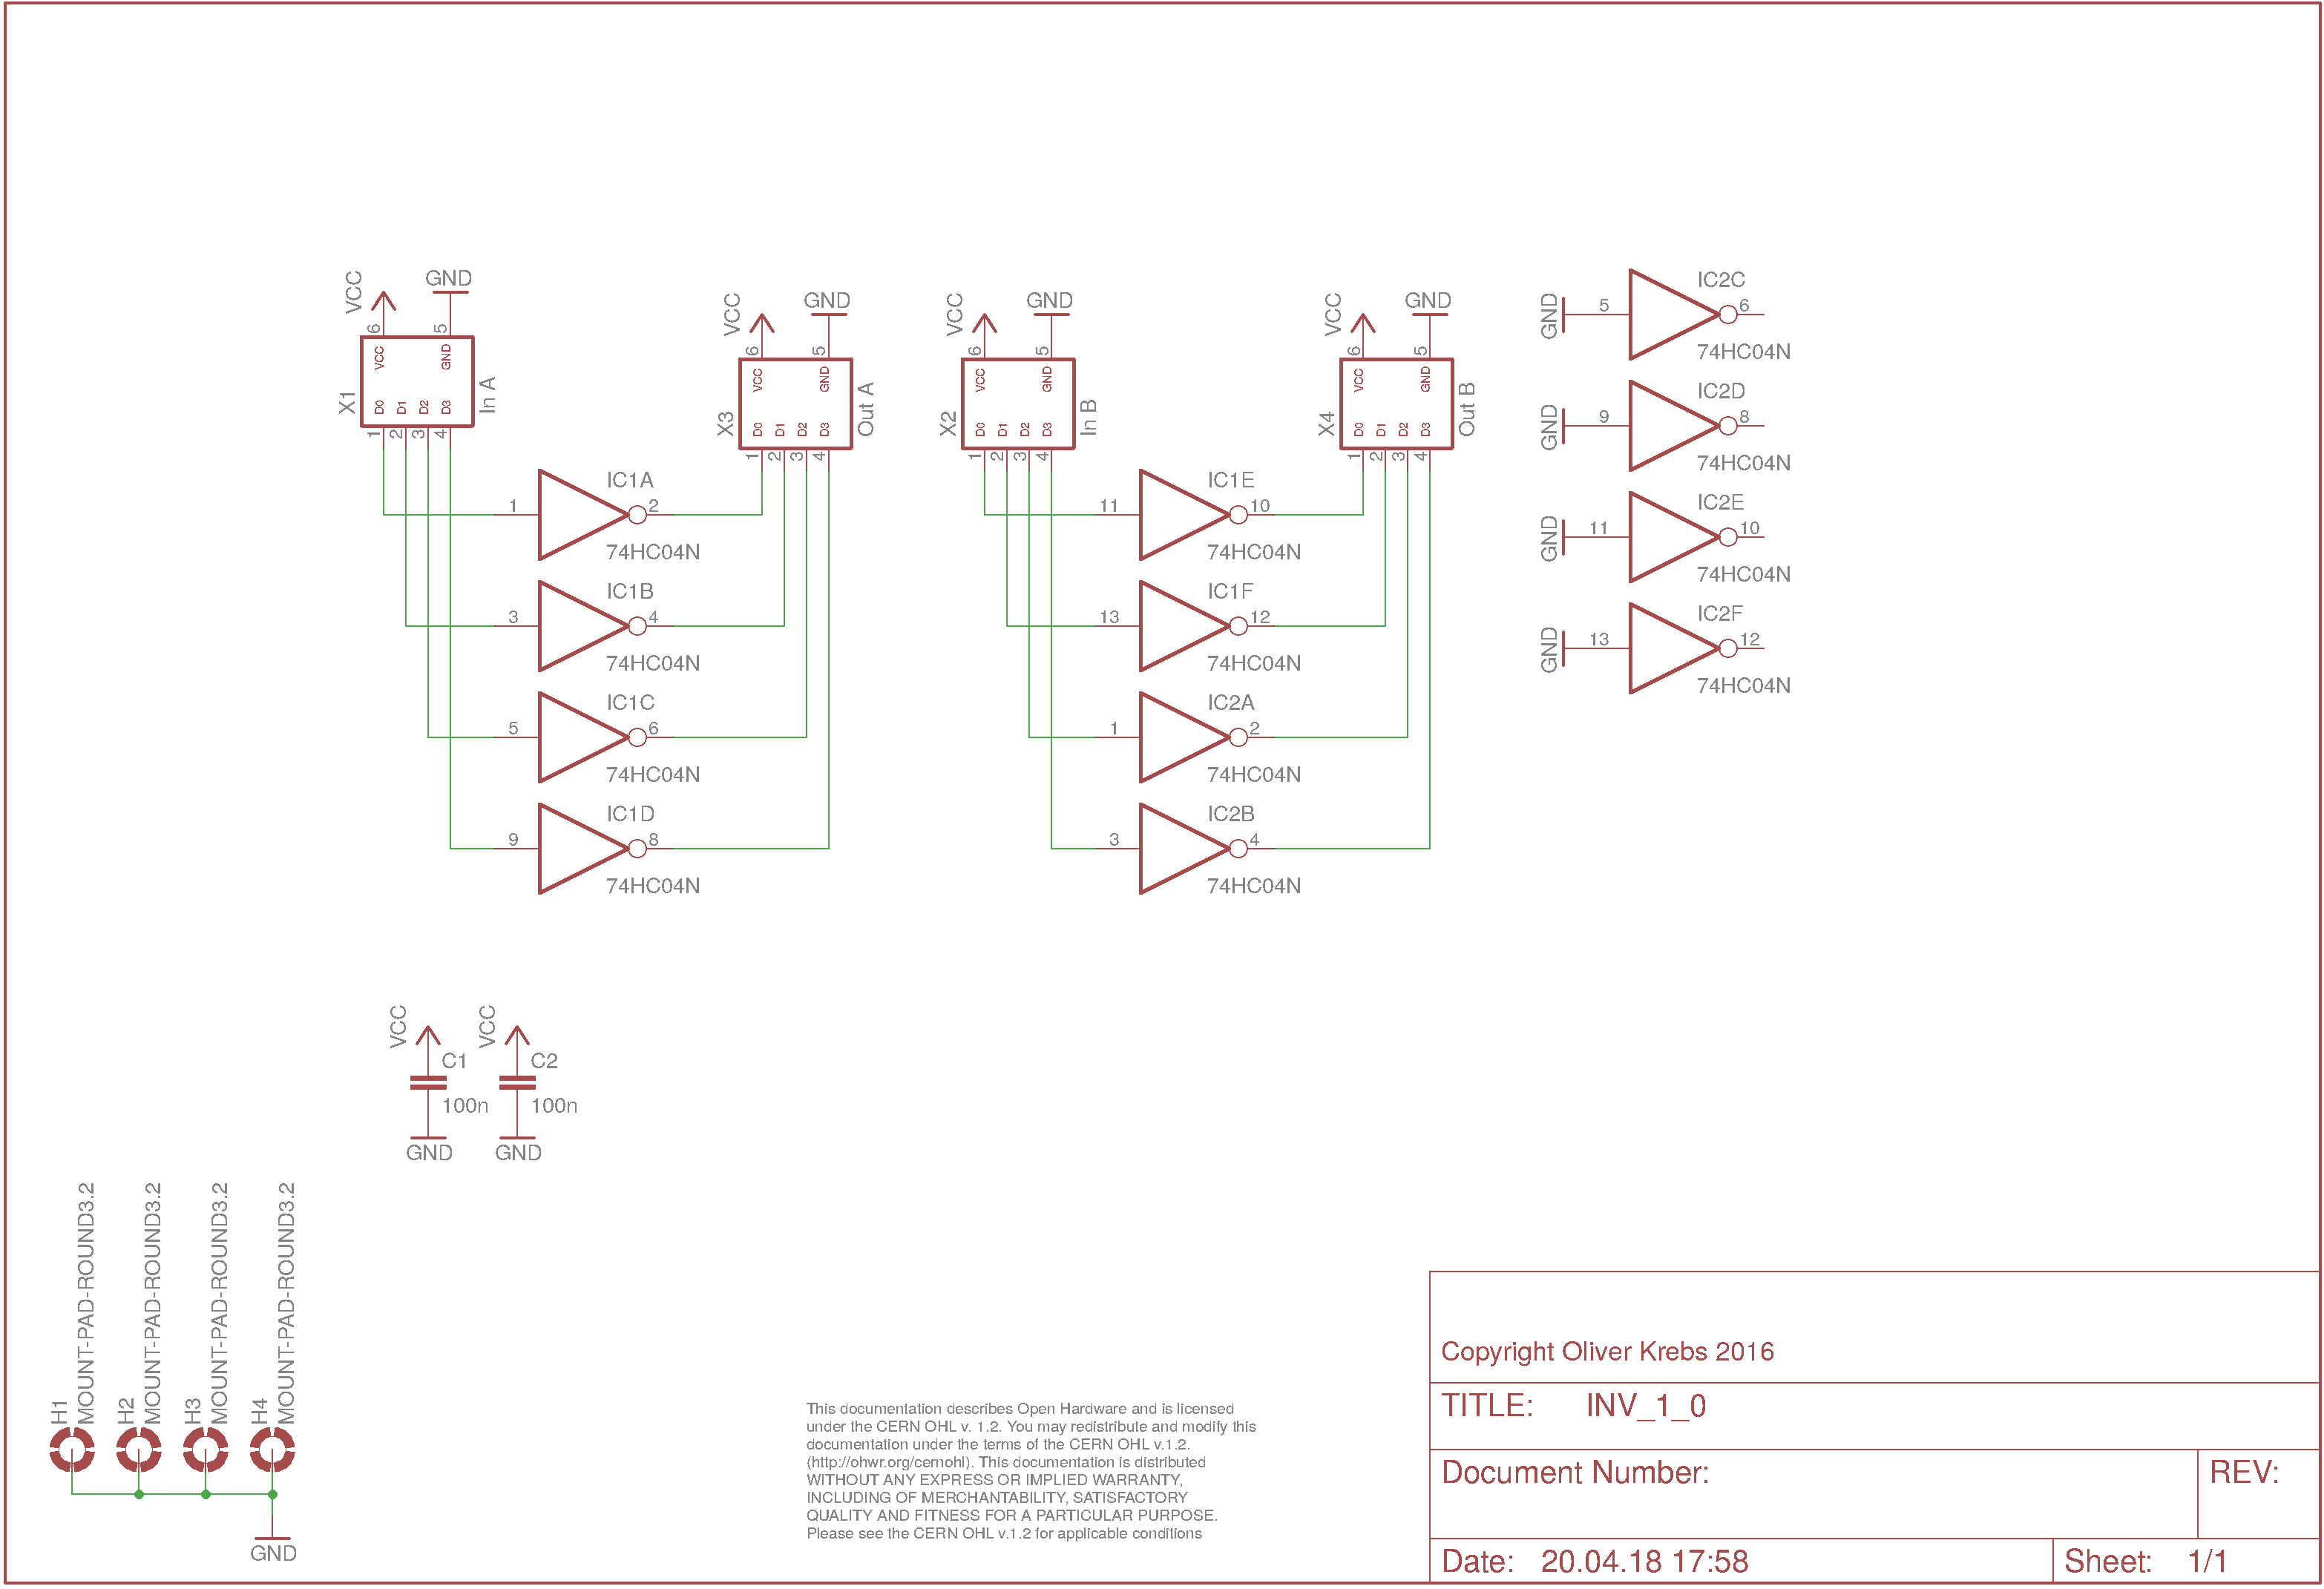 VCC
GND
6
5
VCC
GND
D0
D1
D2
D3
X1
In A
1
2
3
4
VCC
GND
6
5
VCC
GND
D0
D1
D2
D3
X3
Out A
1
2
3
4
VCC
GND
6
5
VCC
GND
D0
D1
D2
D3
X2
In B
1
2
3
4
VCC
GND
6
5
VCC
GND
D0
D1
D2
D3
X4
Out B
1
2
3
4
IC1A
1
2
74HC04N
IC1B
3
4
74HC04N
IC1C
5
6
74HC04N
IC1D
9
8
74HC04N
IC1E
11
10
74HC04N
IC1F
13
12
74HC04N
IC2A
1
2
74HC04N
IC2B
3
4
74HC04N
IC2C
GND
5
6
74HC04N
IC2D
GND
9
8
74HC04N
IC2E
GND
11
10
74HC04N
IC2F
GND
13
12
74HC04N
VCC
C1
100n
GND
VCC
C2
100n
GND
H1
MOUNT-PAD-ROUND3.2
H2
MOUNT-PAD-ROUND3.2
H3
MOUNT-PAD-ROUND3.2
H4
MOUNT-PAD-ROUND3.2
GND
This documentation describes Open Hardware and is licensed
under the CERN OHL v. 1.2. You may redistribute and modify this
documentation under the terms of the CERN OHL v.1.2.
(http://ohwr.org/cernohl). This documentation is distributed
WITHOUT ANY EXPRESS OR IMPLIED WARRANTY,
INCLUDING OF MERCHANTABILITY, SATISFACTORY
QUALITY AND FITNESS FOR A PARTICULAR PURPOSE.
Please see the CERN OHL v.1.2 for applicable conditions
Copyright Oliver Krebs 2016
TITLE: INV_1_0
Document Number:
REV:
Date: 20.04.18 17:58
Sheet: 1/1